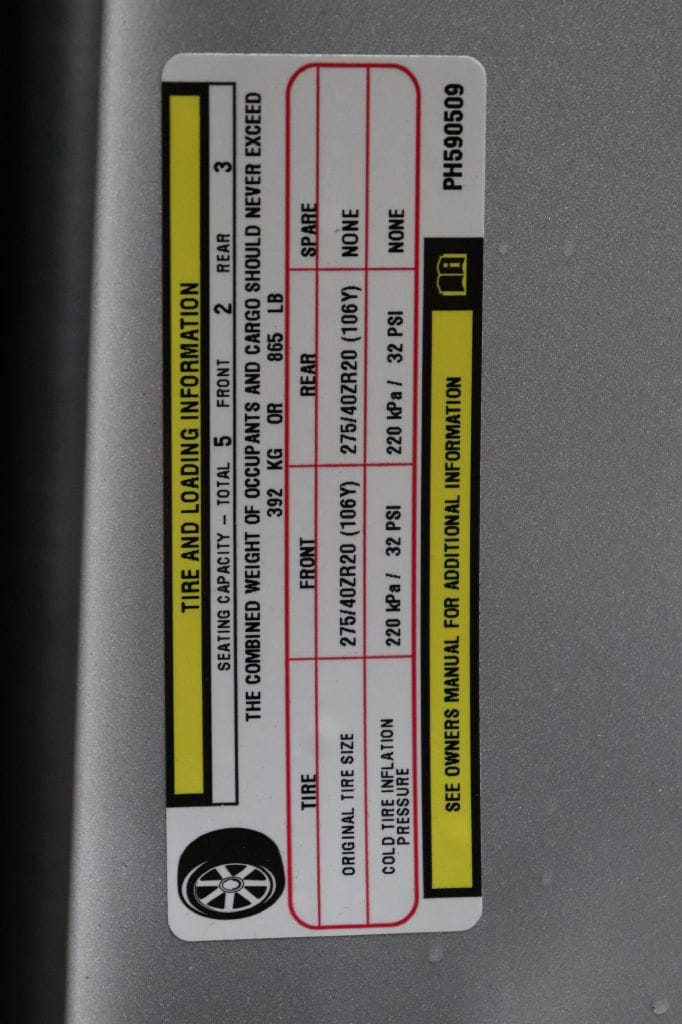 TIRE AND LOADING INFORMATION
SEATING CAPACITY – TOTAL 5 FRONT 2 REAR 3
THE COMBINED WEIGHT OF OCCUPANTS AND CARGO SHOULD NEVER EXCEED
392 KG OR 865 LB
TIRE FRONT REAR SPARE
ORIGINAL TIRE SIZE 275/40ZR20 (106Y) 275/40ZR20 (106Y) NONE
COLD TIRE INFLATION
PRESSURE 220 kPa / 32 PSI 220 kPa / 32 PSI NONE
SEE OWNERS MANUAL FOR ADDITIONAL INFORMATION
PH590509